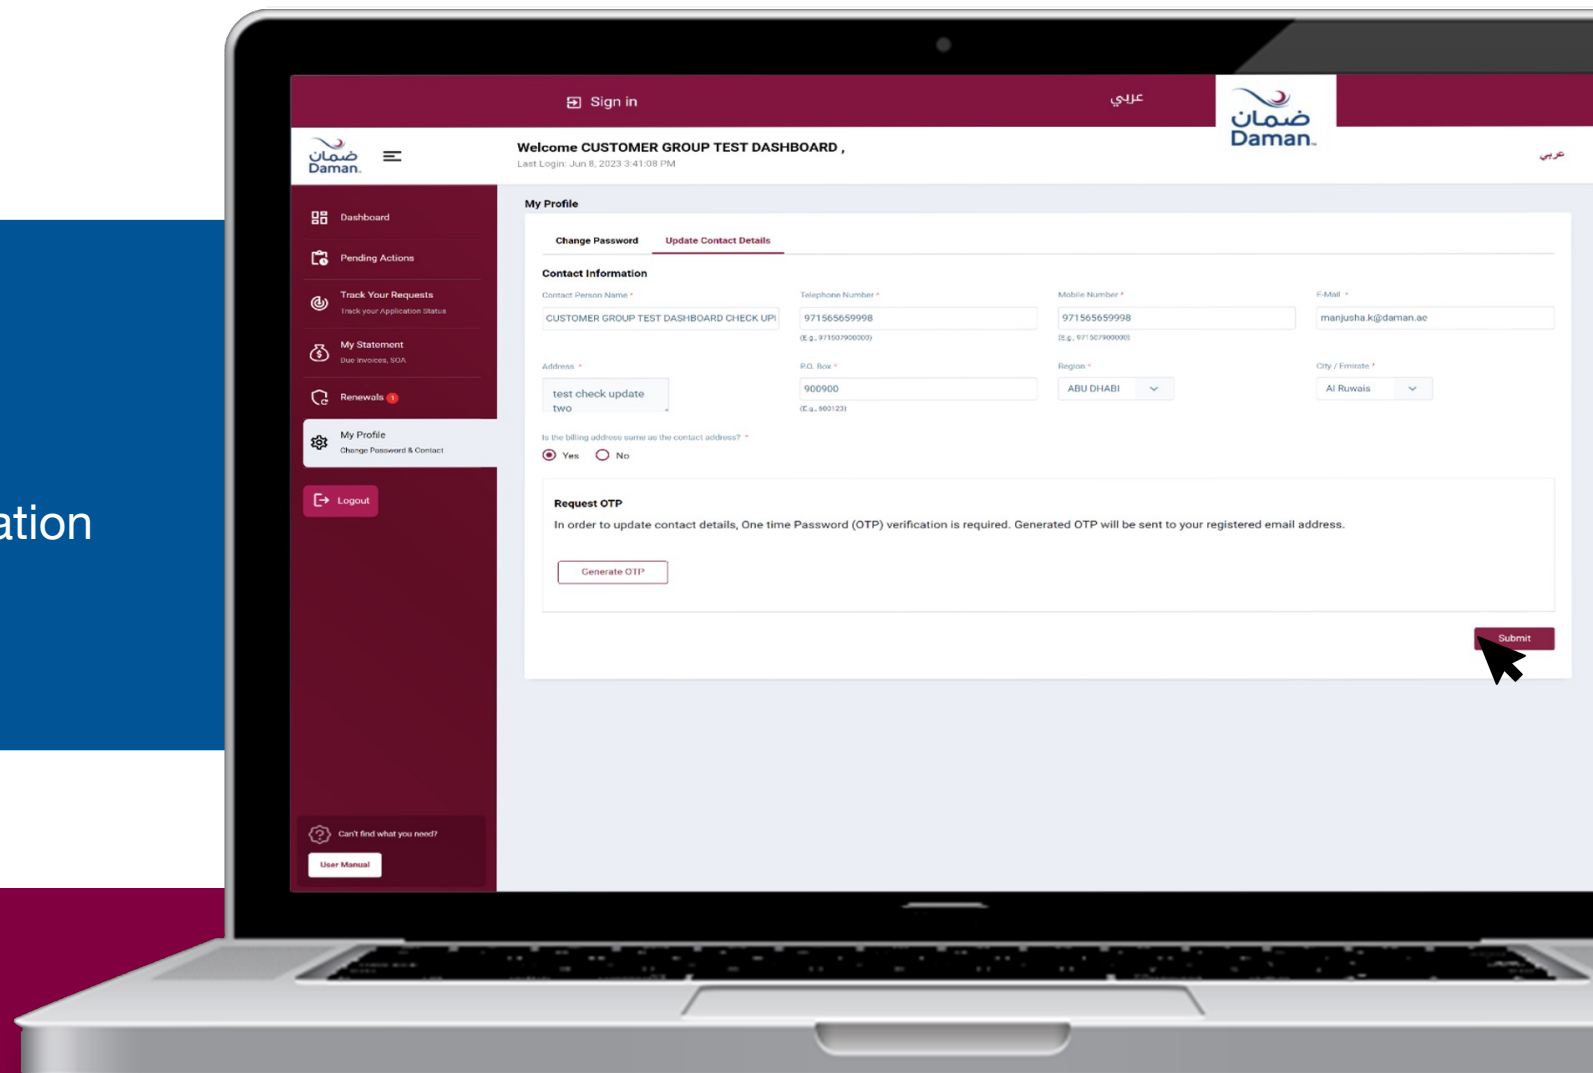 Sign in
عربي
ضمان
Daman
ضمان
Daman
Welcome CUSTOMER GROUP TEST DASHBOARD ,
Last Login: Jun 8, 2023 3:41:08 PM
عربي
Dashboard
Pending Actions
Track Your Requests
Track your Application Status
My Statement
Due Invoices, SOA
Renewals 1
My Profile
Change Password & Contact
Logout
Can't find what you need?
User Manual
My Profile
Change Password Update Contact Details
Contact Information
Contact Person Name * Telephone Number * Mobile Number * E-Mail *
CUSTOMER GROUP TEST DASHBOARD CHECK UP 971565659998 971565659998 manjusha.k@daman.ae
(E.g., 971507900000) (E.g., 971507900000)
Address * P.O. Box * Region * City / Emirate *
test check update 900900 ABU DHABI Al Ruwais
two (E.g., 600123)
Is the billing address same as the contact address? *
Yes No
Request OTP
In order to update contact details, One time Password (OTP) verification is required. Generated OTP will be sent to your registered email address.
Generate OTP
Submit
ation